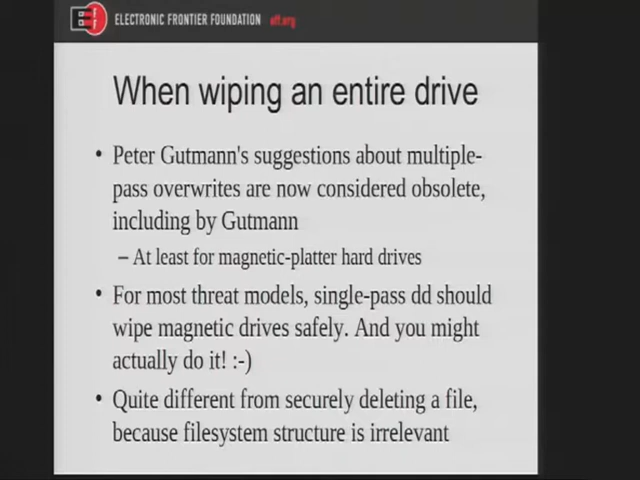 ELECTRONIC FRONTIER FOUNDATION eff.org
When wiping an entire drive
• Peter Gutmann's suggestions about multiple-
pass overwrites are now considered obsolete,
including by Gutmann
– At least for magnetic-platter hard drives
• For most threat models, single-pass dd should
wipe magnetic drives safely. And you might
actually do it! :-)
• Quite different from securely deleting a file,
because filesystem structure is irrelevant